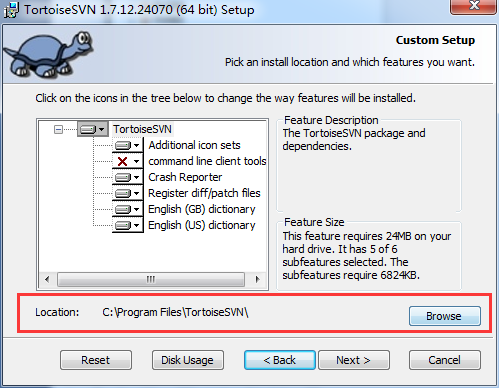 TortoiseSVN 1.7.12.24070 (64 bit) Setup
Custom Setup
Pick an install location and which features you want.
Click on the icons in the tree below to change the way features will be installed.
TortoiseSVN
Additional icon sets
command line client tools
Crash Reporter
Register diff/patch files
English (GB) dictionary
English (US) dictionary
Feature Description
The TortoiseSVN package and
dependencies.
Feature Size
This feature requires 24MB on your
hard drive. It has 5 of 6
subfeatures selected. The
subfeatures require 6824KB.
Location: C:\Program Files\TortoiseSVN\
Browse
Reset Disk Usage < Back Next > Cancel